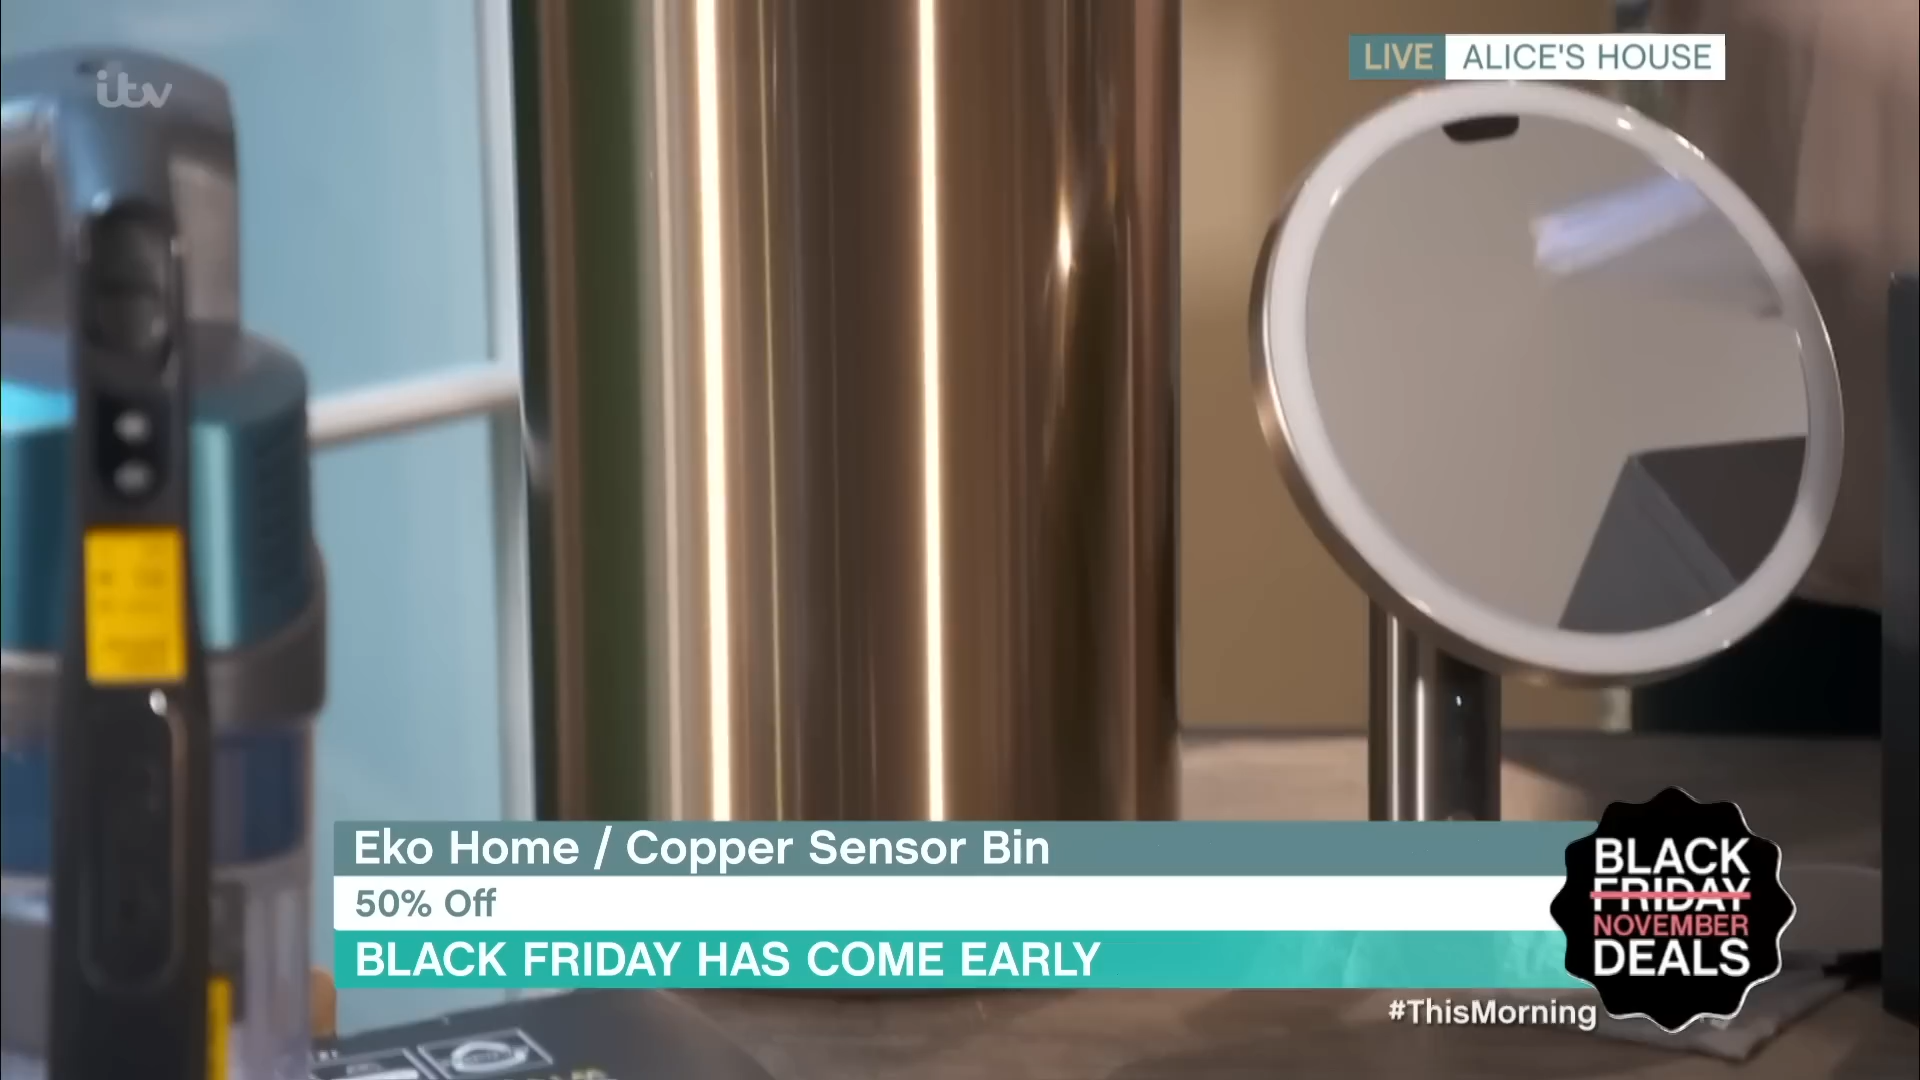 itv
LIVE ALICE'S HOUSE
Eko Home / Copper Sensor Bin
50% Off
BLACK FRIDAY HAS COME EARLY
BLACK
FRIDAY
NOVEMBER
DEALS
#ThisMorning